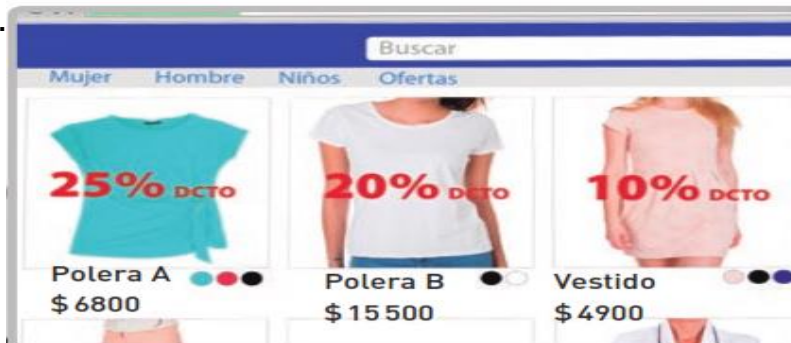 Buscar
Mujer Hombre Niños Ofertas
25% DCTO
20% DCTO
10% DCTO
Polera A
$ 6800
Polera B
$ 15 500
Vestido
$ 4900